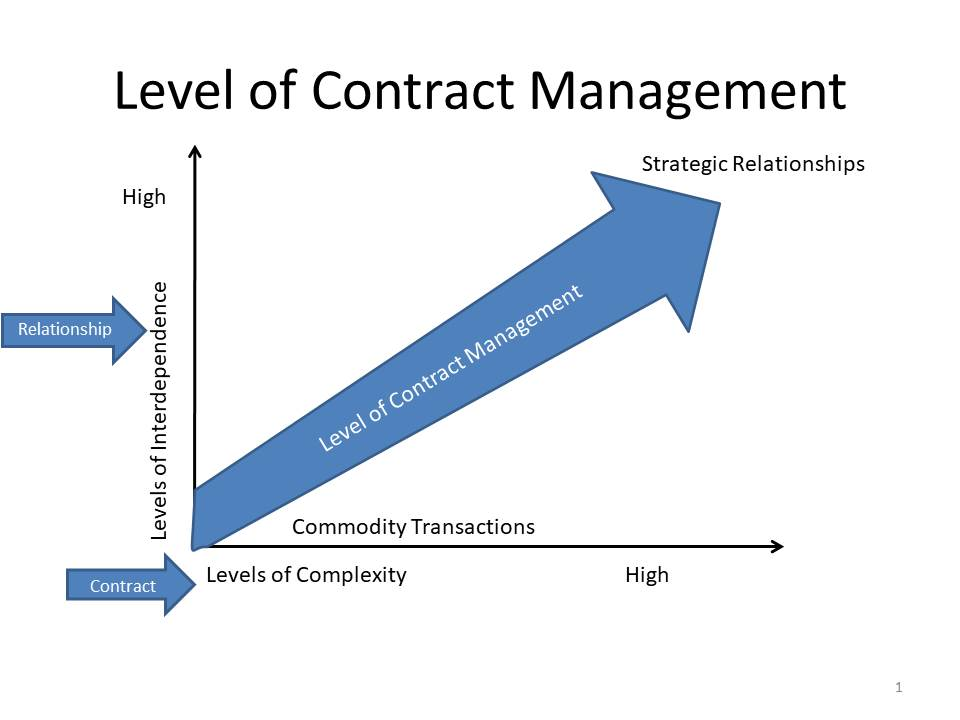 Level of Contract Management
Strategic Relationships
High
Relationship
Levels of Interdependence
Level of Contract Management
Commodity Transactions
Levels of Complexity
High
Contract
1